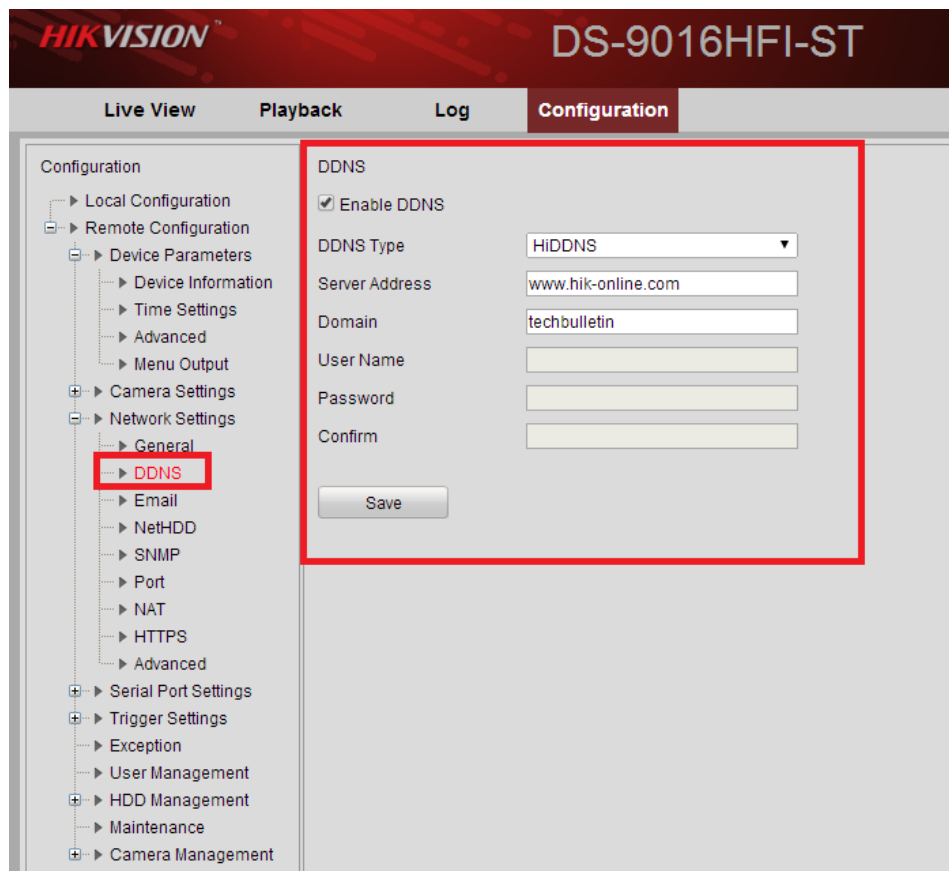 HIKVISION™
DS-9016HFI-ST
Live View Playback Log Configuration
Configuration
Local Configuration
Remote Configuration
Device Parameters
Device Information
Time Settings
Advanced
Menu Output
Camera Settings
Network Settings
General
DDNS
Email
NetHDD
SNMP
Port
NAT
HTTPS
Advanced
Serial Port Settings
Trigger Settings
Exception
User Management
HDD Management
Maintenance
Camera Management
DDNS
Enable DDNS
DDNS Type HiDDNS
Server Address www.hik-online.com
Domain techbulletin
User Name
Password
Confirm
Save